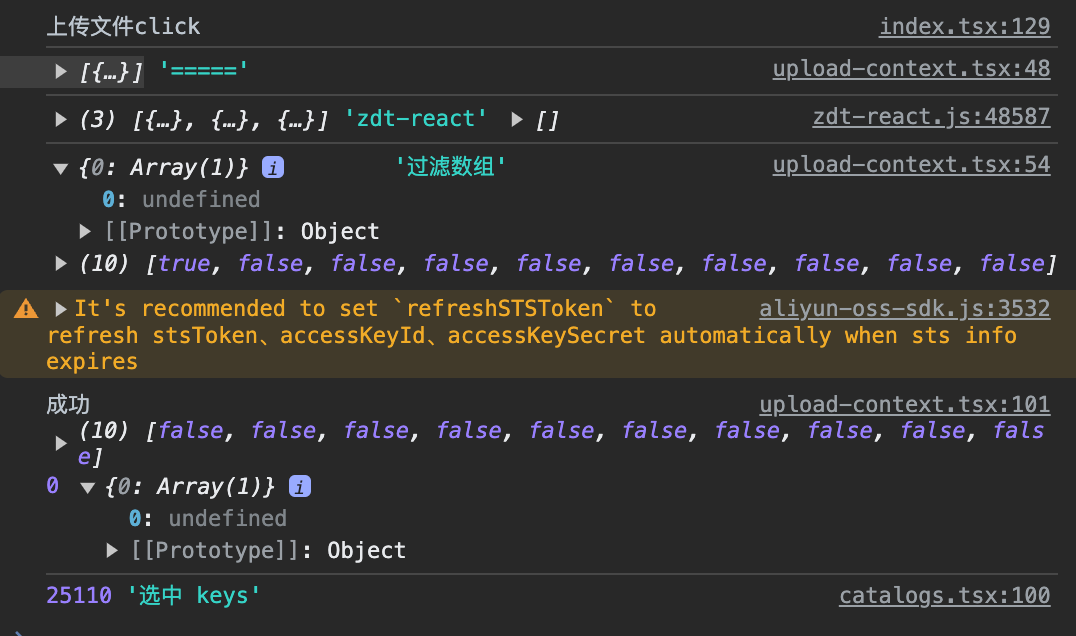 上传文件click index.tsx:129
▶ [{…}] '=====' upload-context.tsx:48
▶ (3) [{…}, {…}, {…}] 'zdt-react' ▶ [] zdt-react.js:48587
▼ {0: Array(1)} i '过滤数组' upload-context.tsx:54
0: undefined
▶ [[Prototype]]: Object
▶ (10) [true, false, false, false, false, false, false, false, false, false]
▶ It's recommended to set `refreshSTSToken` to aliyun-oss-sdk.js:3532
refresh stsToken、accessKeyId、accessKeySecret automatically when sts info
expires
成功 upload-context.tsx:101
▶ (10) [false, false, false, false, false, false, false, false, false, fals
e]
0 ▼ {0: Array(1)} i
0: undefined
▶ [[Prototype]]: Object
25110 '选中 keys' catalogs.tsx:100